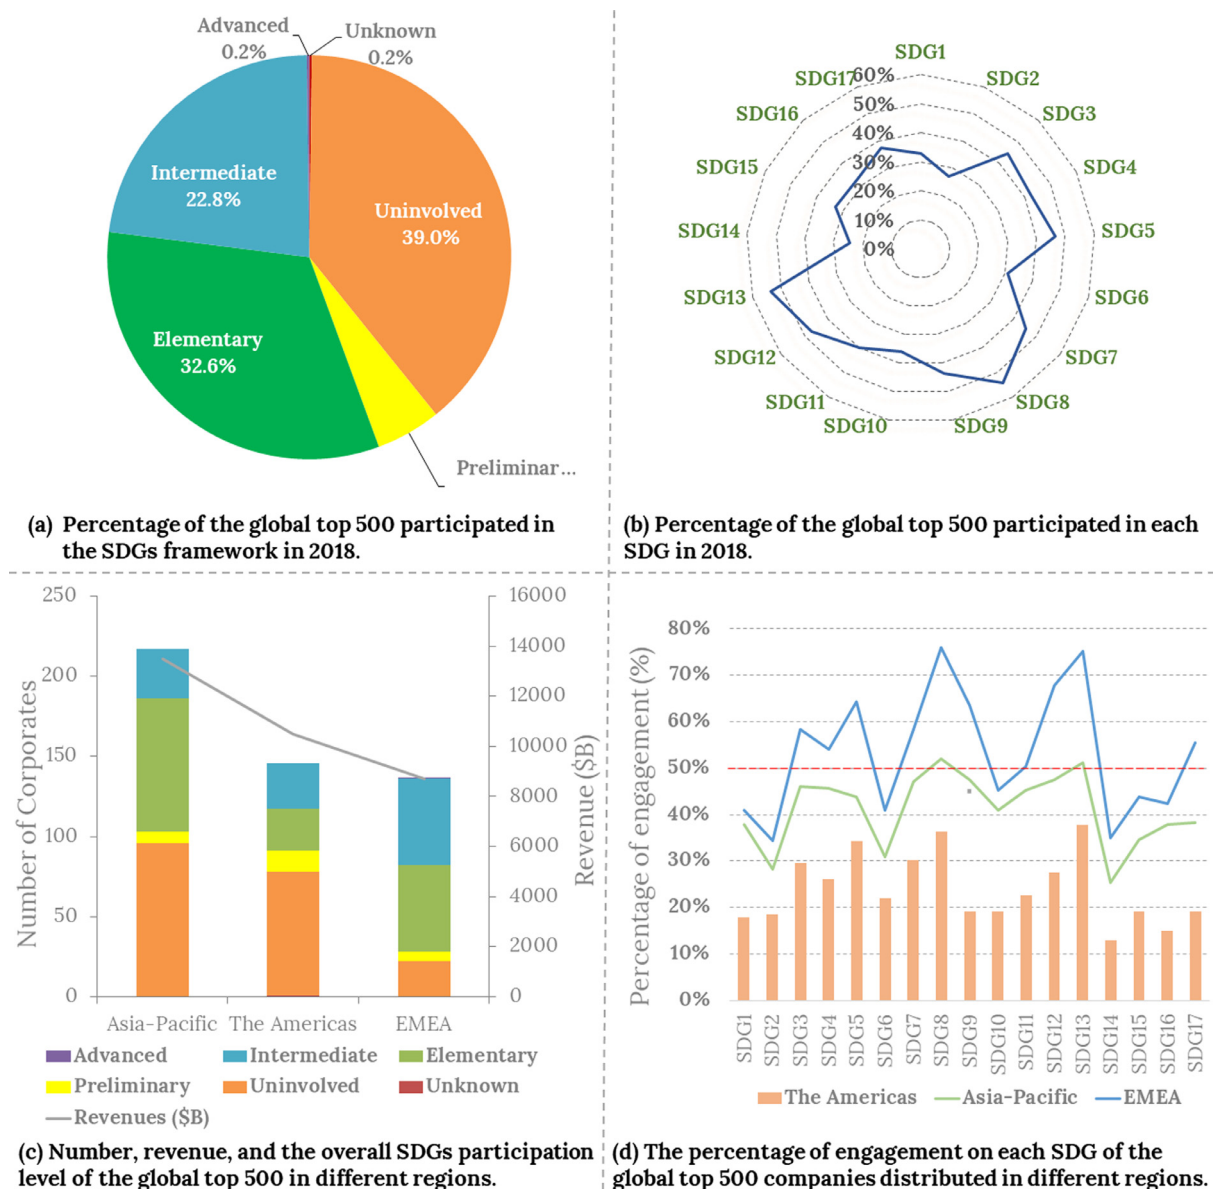 Advanced
0.2%
Unknown
0.2%
Intermediate
22.8%
Uninvolved
39.0%
Elementary
32.6%
Preliminar...
(a) Percentage of the global top 500 participated in
the SDGs framework in 2018.
SDG1
SDG2
SDG3
SDG4
SDG5
SDG6
SDG7
SDG8
SDG9
SDG10
SDG11
SDG12
SDG13
SDG14
SDG15
SDG16
SDG17
60%
50%
40%
30%
20%
10%
0%
(b) Percentage of the global top 500 participated in each
SDG in 2018.
Number of Corporates
250
200
150
100
50
0
16000
14000
12000
10000
8000
6000
4000
2000
0
Revenue ($B)
Asia-Pacific The Americas EMEA
Advanced Intermediate Elementary
Preliminary Uninvolved Unknown
Revenues ($B)
(c) Number, revenue, and the overall SDGs participation
level of the global top 500 in different regions.
Percentage of engagement (%)
80%
70%
60%
50%
40%
30%
20%
10%
0%
SDG1
SDG2
SDG3
SDG4
SDG5
SDG6
SDG7
SDG8
SDG9
SDG10
SDG11
SDG12
SDG13
SDG14
SDG15
SDG16
SDG17
The Americas Asia-Pacific EMEA
(d) The percentage of engagement on each SDG of the
global top 500 companies distributed in different regions.